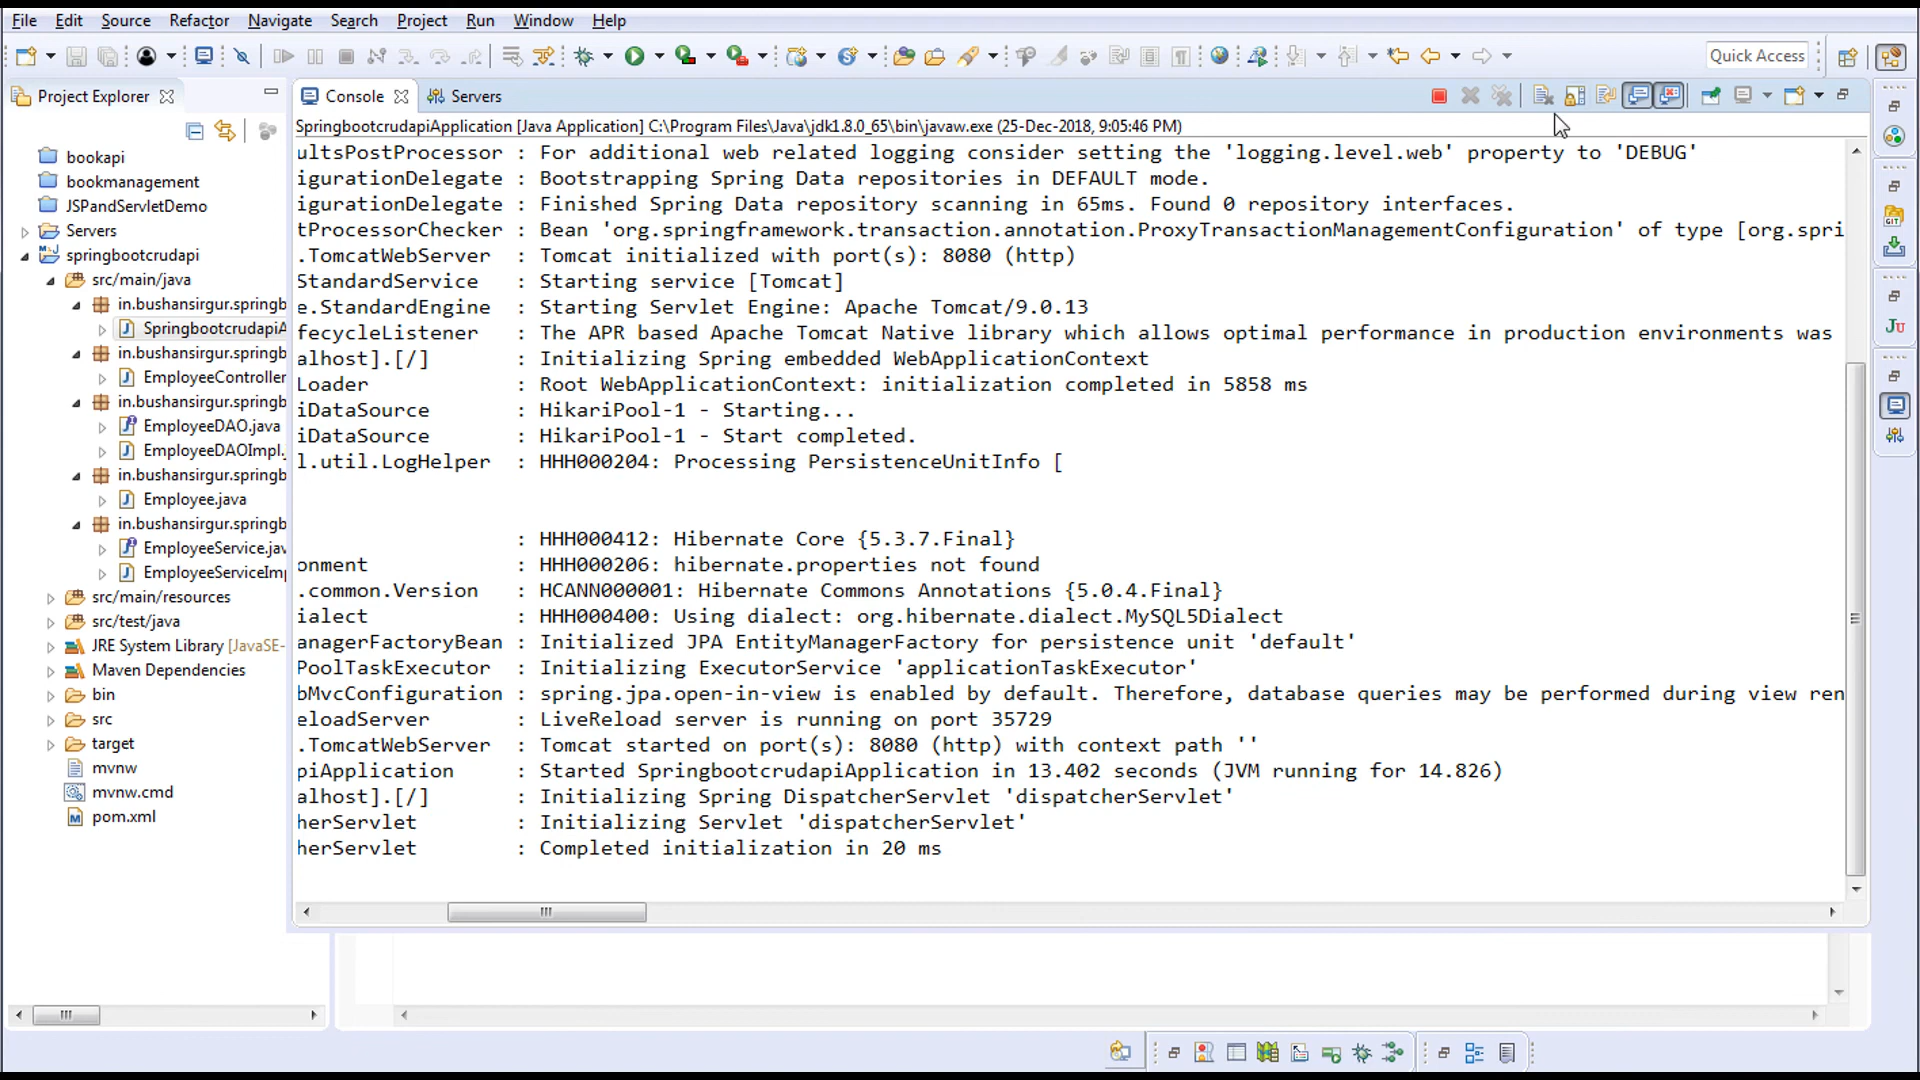 File Edit Source Refactor Navigate Search Project Run Window Help
Quick Access
Project Explorer
bookapi
bookmanagement
JSPandServletDemo
Servers
springbootcrudapi
src/main/java
in.bushansirgur.springb
SpringbootcrudapiA
in.bushansirgur.springb
EmployeeController
in.bushansirgur.springb
EmployeeDAO.java
EmployeeDAOImpl.
in.bushansirgur.springb
Employee.java
in.bushansirgur.springb
EmployeeService.jav
EmployeeServiceImp
src/main/resources
src/test/java
JRE System Library [JavaSE-
Maven Dependencies
bin
src
target
mvnw
mvnw.cmd
pom.xml
Console Servers
SpringbootcrudapiApplication [Java Application] C:\Program Files\Java\jdk1.8.0_65\bin\javaw.exe (25-Dec-2018, 9:05:46 PM)
ultsPostProcessor : For additional web related logging consider setting the 'logging.level.web' property to 'DEBUG'
igurationDelegate : Bootstrapping Spring Data repositories in DEFAULT mode.
igurationDelegate : Finished Spring Data repository scanning in 65ms. Found 0 repository interfaces.
tProcessorChecker : Bean 'org.springframework.transaction.annotation.ProxyTransactionManagementConfiguration' of type [org.spri
.TomcatWebServer : Tomcat initialized with port(s): 8080 (http)
StandardService : Starting service [Tomcat]
e.StandardEngine : Starting Servlet Engine: Apache Tomcat/9.0.13
fecycleListener : The APR based Apache Tomcat Native library which allows optimal performance in production environments was
alhost].[/] : Initializing Spring embedded WebApplicationContext
Loader : Root WebApplicationContext: initialization completed in 5858 ms
iDataSource : HikariPool-1 - Starting...
iDataSource : HikariPool-1 - Start completed.
l.util.LogHelper : HHH000204: Processing PersistenceUnitInfo [
: HHH000412: Hibernate Core {5.3.7.Final}
onment : HHH000206: hibernate.properties not found
.common.Version : HCANN000001: Hibernate Commons Annotations {5.0.4.Final}
ialect : HHH000400: Using dialect: org.hibernate.dialect.MySQL5Dialect
anagerFactoryBean : Initialized JPA EntityManagerFactory for persistence unit 'default'
PoolTaskExecutor : Initializing ExecutorService 'applicationTaskExecutor'
bMvcConfiguration : spring.jpa.open-in-view is enabled by default. Therefore, database queries may be performed during view ren
eloadServer : LiveReload server is running on port 35729
.TomcatWebServer : Tomcat started on port(s): 8080 (http) with context path ''
piApplication : Started SpringbootcrudapiApplication in 13.402 seconds (JVM running for 14.826)
alhost].[/] : Initializing Spring DispatcherServlet 'dispatcherServlet'
herServlet : Initializing Servlet 'dispatcherServlet'
herServlet : Completed initialization in 20 ms
GIT
Ju